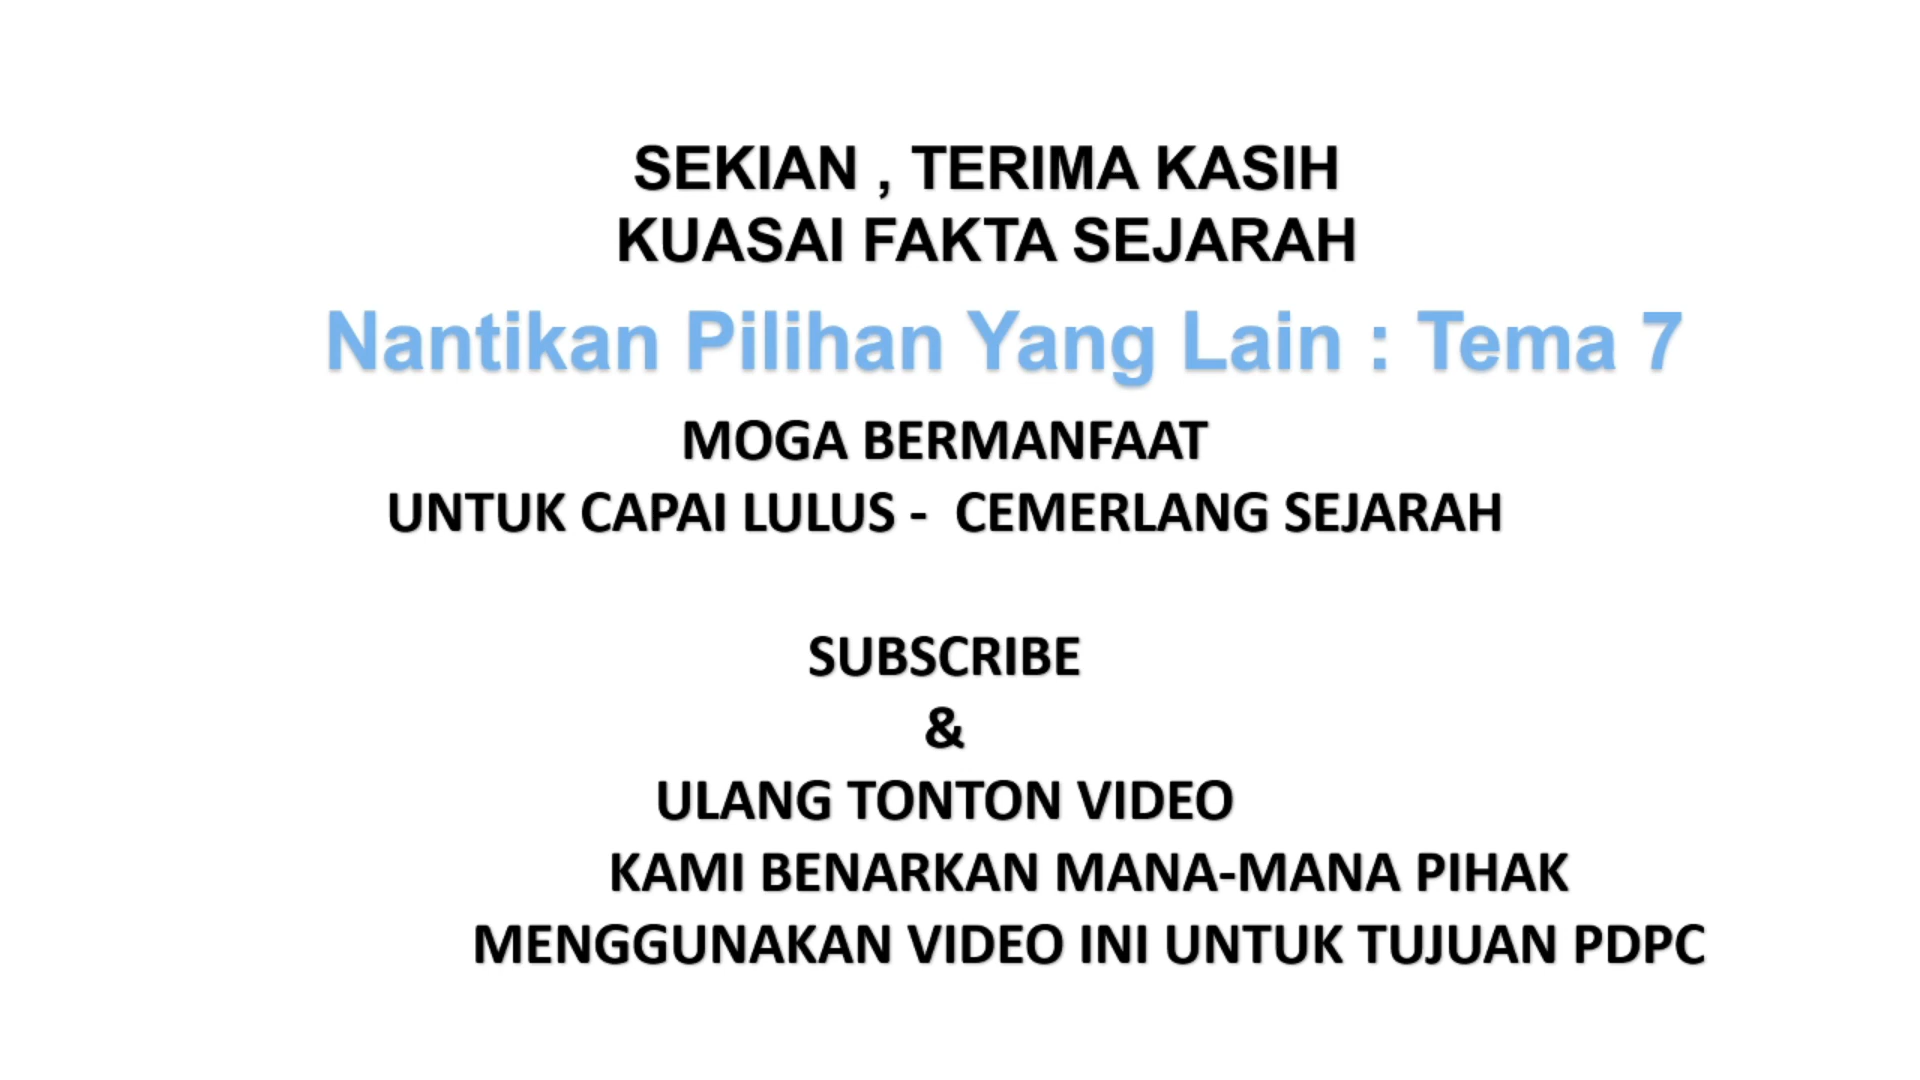 SEKIAN , TERIMA KASIH
KUASAI FAKTA SEJARAH
Nantikan Pilihan Yang Lain : Tema 7
MOGA BERMANFAAT
UNTUK CAPAI LULUS - CEMERLANG SEJARAH
SUBSCRIBE
&
ULANG TONTON VIDEO
KAMI BENARKAN MANA-MANA PIHAK
MENGGUNAKAN VIDEO INI UNTUK TUJUAN PDPC